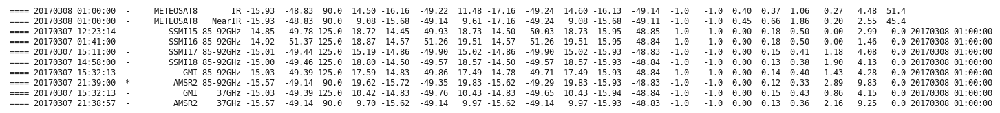 ==== 20170308 01:00:00  -     METEOSAT8       IR -15.93  -48.83  90.0  14.50 -16.16  -49.22  11.48 -17.16  -49.24  14.60 -16.13  -49.14  -1.0   -1.0  0.40  0.37  1.06   0.27   4.48  51.4
==== 20170308 01:00:00  -     METEOSAT8   NearIR -15.93  -48.83  90.0   9.08 -15.68  -49.14   9.61 -17.16  -49.24   9.08 -15.68  -49.11  -1.0   -1.0  0.45  0.66  1.86   0.20   2.55  45.4
==== 20170307 12:23:14  -        SSMI15 85-92GHz -14.85  -49.78 125.0  18.72 -14.45  -49.93  18.73 -14.50  -50.03  18.73 -15.95  -48.85  -1.0   -1.0  0.00  0.18  0.50   0.00   2.99   0.0 20170308 01:00:00
==== 20170307 01:41:00  -        SSMI16 85-92GHz -14.92  -51.37 125.0  18.87 -14.57  -51.26  19.51 -14.57  -51.26  19.51 -15.95  -48.84  -1.0   -1.0  0.00  0.18  0.50   0.00   1.46   0.0 20170308 01:00:00
==== 20170307 15:11:00  -        SSMI17 85-92GHz -15.01  -49.44 125.0  15.19 -14.86  -49.90  15.02 -14.86  -49.90  15.02 -15.93  -48.83  -1.0   -1.0  0.00  0.15  0.41   1.18   4.08   0.0 20170308 01:00:00
==== 20170307 14:58:00  -        SSMI18 85-92GHz -15.00  -49.46 125.0  18.80 -14.50  -49.57  18.57 -14.50  -49.57  18.57 -15.93  -48.84  -1.0   -1.0  0.00  0.13  0.38   1.90   4.13   0.0 20170308 01:00:00
==== 20170307 15:32:13  -           GMI 85-92GHz -15.03  -49.39 125.0  17.59 -14.83  -49.86  17.49 -14.78  -49.71  17.49 -15.93  -48.84  -1.0   -1.0  0.00  0.14  0.40   1.43   4.28   0.0 20170308 01:00:00
==== 20170307 21:39:00  *         AMSR2 85-92GHz -15.57  -49.14  90.0  19.62 -15.72  -49.35  19.83 -15.62  -49.29  19.83 -15.93  -48.83  -1.0   -1.0  0.00  0.12  0.33   2.89   9.83   0.0 20170308 01:00:00
==== 20170307 15:32:13  -           GMI    37GHz -15.03  -49.39 125.0  10.42 -14.83  -49.76  10.43 -14.83  -49.65  10.43 -15.94  -48.84  -1.0   -1.0  0.00  0.15  0.43   0.86   4.15   0.0 20170308 01:00:00
==== 20170307 21:38:57  -         AMSR2    37GHz -15.57  -49.14  90.0   9.70 -15.62  -49.14   9.97 -15.62  -49.14   9.97 -15.93  -48.83  -1.0   -1.0  0.00  0.13  0.36   2.16   9.25   0.0 20170308 01:00:00